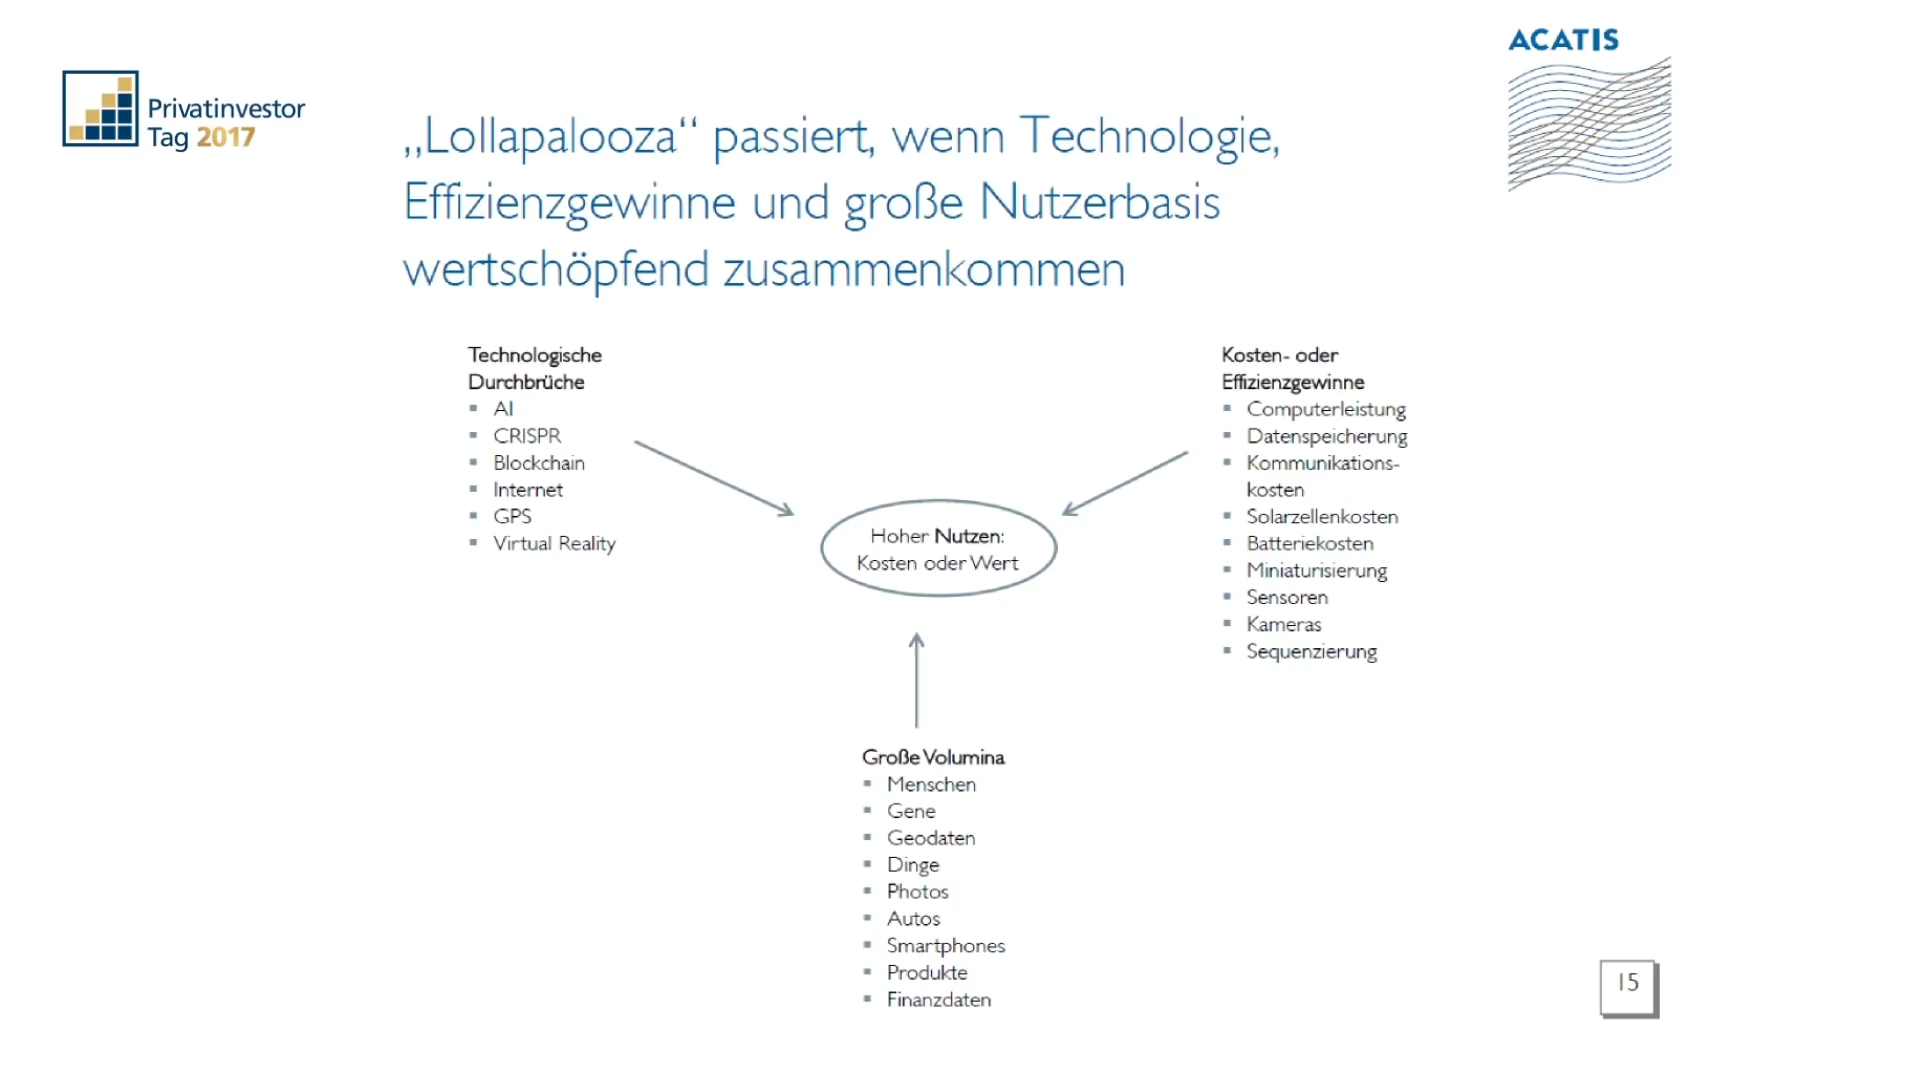 ACATIS
Privatinvestor
Tag 2017
„Lollapalooza“ passiert, wenn Technologie,
Effizienzgewinne und große Nutzerbasis
wertschöpfend zusammenkommen
Technologische
Durchbrüche
▪ AI
▪ CRISPR
▪ Blockchain
▪ Internet
▪ GPS
▪ Virtual Reality
Kosten- oder
Effizienzgewinne
▪ Computerleistung
▪ Datenspeicherung
▪ Kommunikations-
kosten
▪ Solarzellenkosten
▪ Batteriekosten
▪ Miniaturisierung
▪ Sensoren
▪ Kameras
▪ Sequenzierung
Hoher Nutzen:
Kosten oder Wert
Große Volumina
▪ Menschen
▪ Gene
▪ Geodaten
▪ Dinge
▪ Photos
▪ Autos
▪ Smartphones
▪ Produkte
▪ Finanzdaten
15